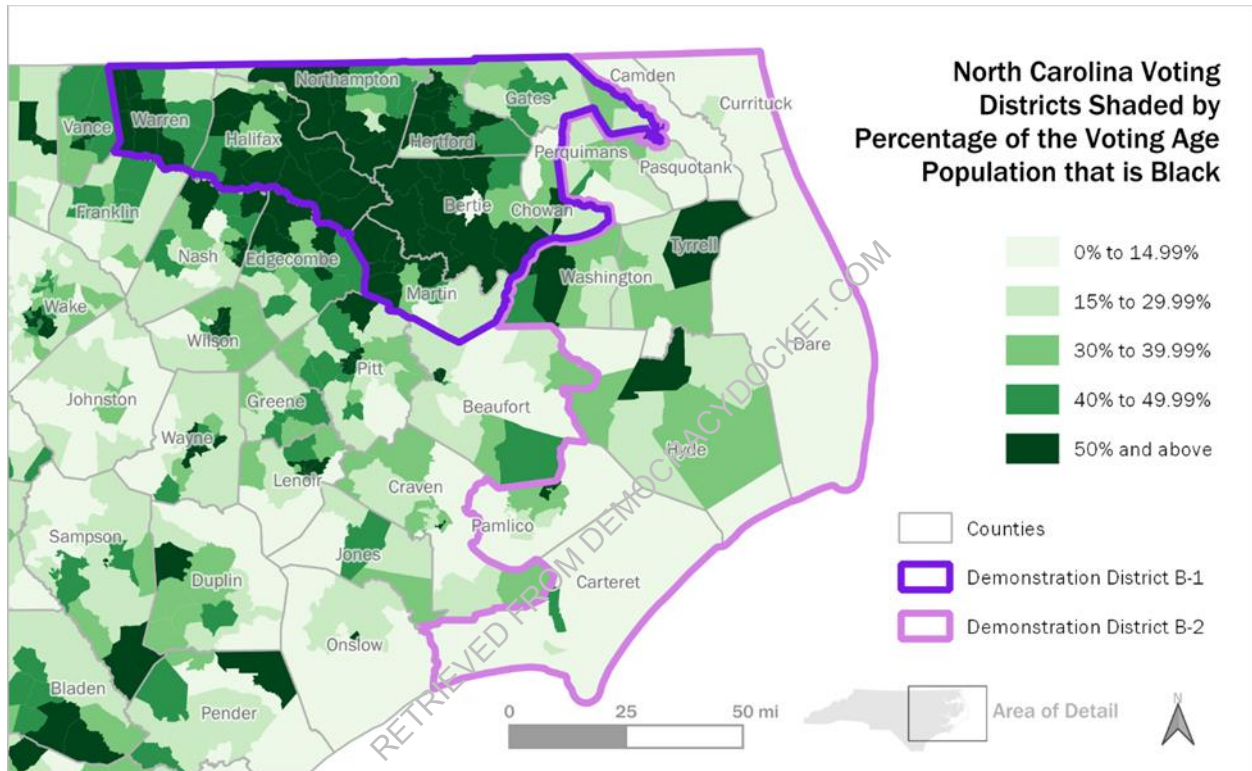 North Carolina Voting
Districts Shaded by
Percentage of the Voting Age
Population that is Black
0% to 14.99%
15% to 29.99%
30% to 39.99%
40% to 49.99%
50% and above
Counties
Demonstration District B-1
Demonstration District B-2
Area of Detail
N
0 25 50 mi
Northampton
Camden
Currituck
Gates
Vance
Warren
Halifax
Hertford
Perquimans
Pasquotank
Franklin
Bertie
Chowan
Nash
Edgecombe
Tyrrell
Washington
Martin
Wake
Wilson
Dare
Pitt
Johnston
Greene
Beaufort
Wayne
Hyde
Lenoir
Craven
Pamlico
Sampson
Jones
Duplin
Carteret
Onslow
Bladen
Pender
RETRIEVED FROM DEMOCRACYDOCKET.COM